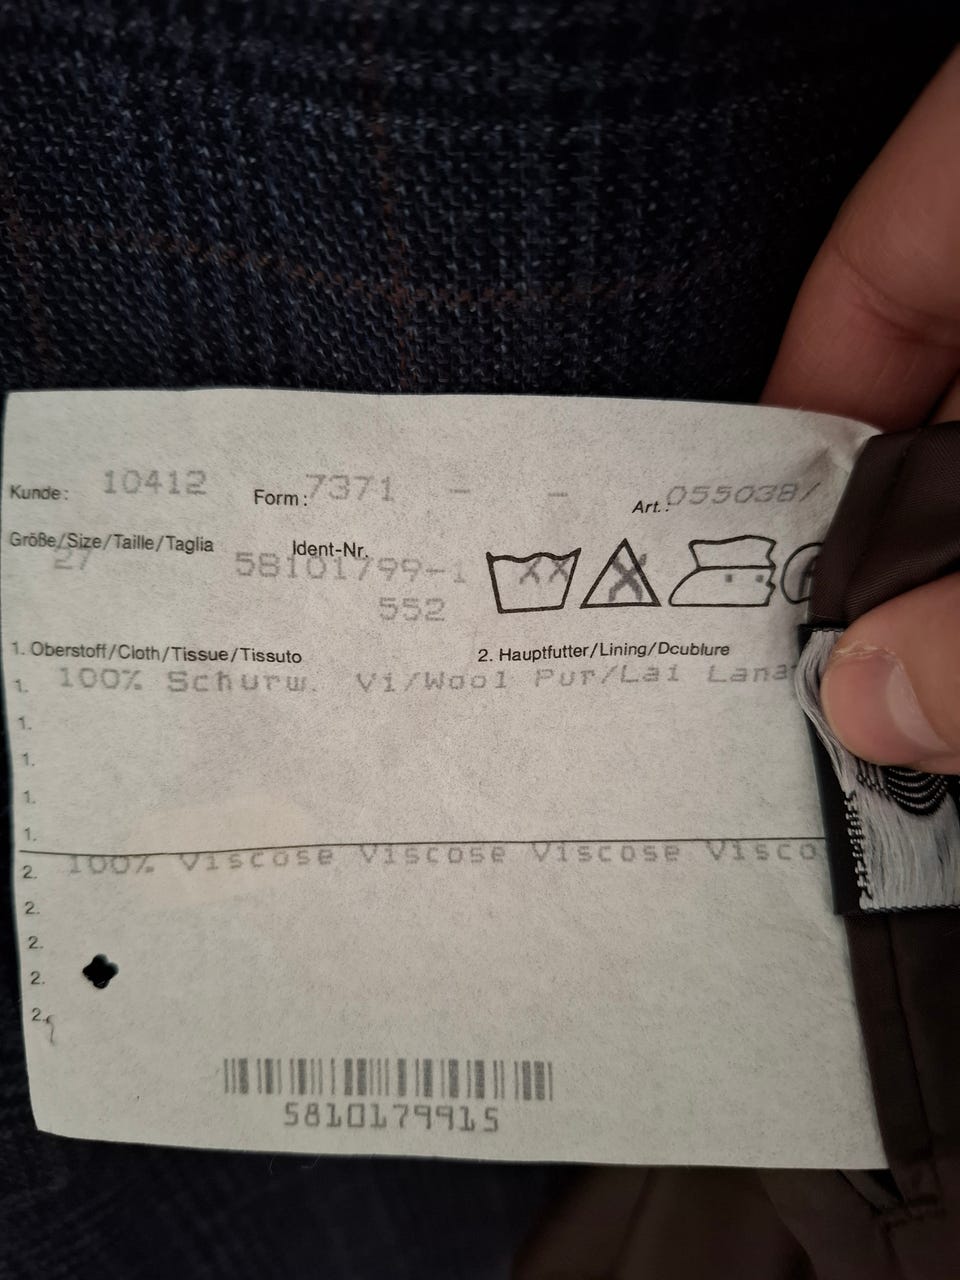 Kunde: 10412 Form: 7371 - - Art.: 055038/
Größe/Size/Taille/Taglia Ident-Nr.
27 58101799-1
552
1. Oberstoff/Cloth/Tissue/Tissuto 2. Hauptfutter/Lining/Dcublure
1. 100% Schurw. Vi/Wool Pur/Lai Lana
1.
1.
1.
1.
2. 100% Viscose Viscose Viscose Visco
2.
2.
2.
2.
5810179915